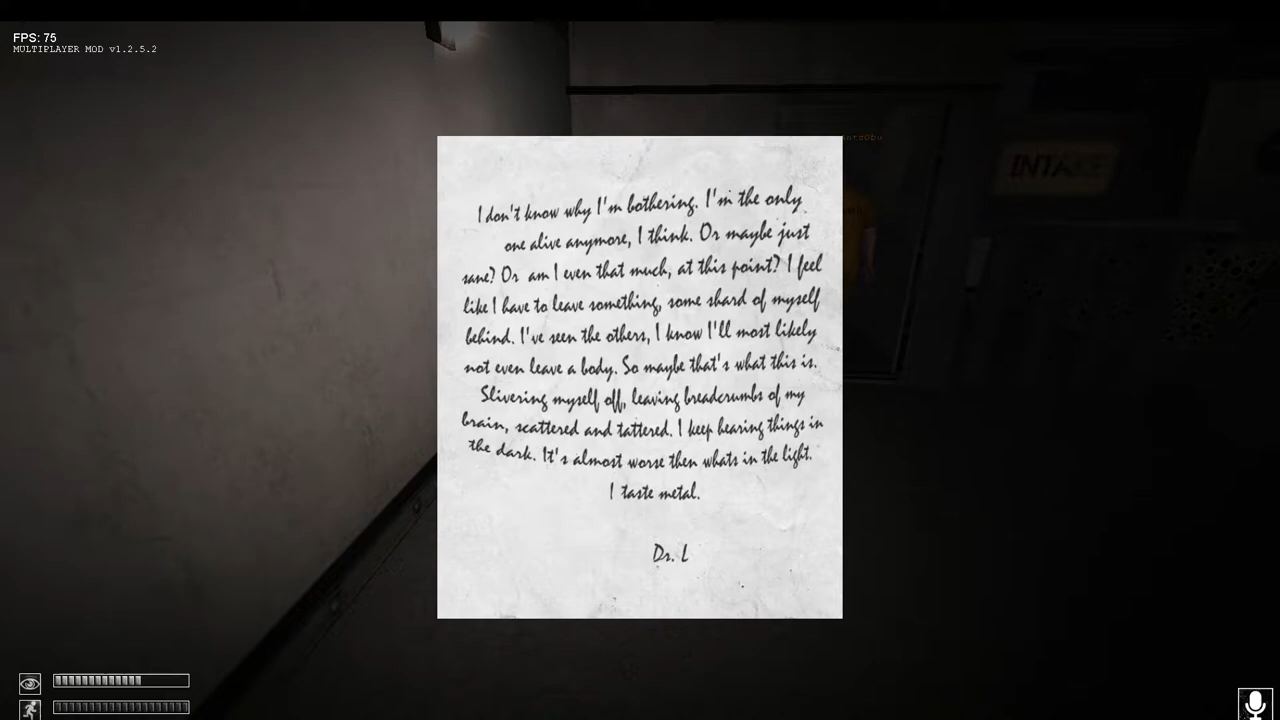 FPS: 75
MULTIPLAYER MOD v1.2.5.2
INTAKE
I don't know why I'm bothering. I'm the only
one alive anymore, I think. Or maybe just
sane? Or am I even that much, at this point? I feel
like I have to leave something, some shard of myself
behind. I've seen the others, I know I'll most likely
not even leave a body. So maybe that's what this is.
Slivering myself off, leaving breadcrumbs of my
brain, scattered and tattered. I keep hearing things in
the dark. It's almost worse then whats in the light.
I taste metal.
Dr. L